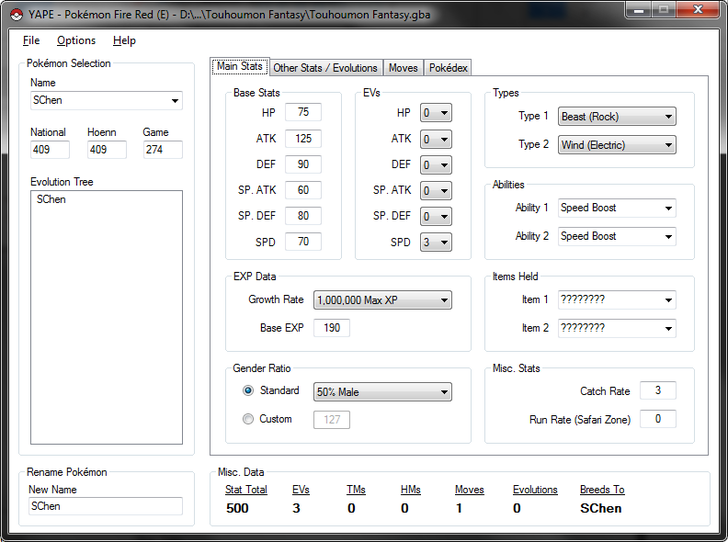 YAPE - Pokémon Fire Red (E) - D:\...\Touhoumon Fantasy\Touhoumon Fantasy.gba
File Options Help
Pokémon Selection
Name
SChen
National Hoenn Game
409 409 274
Evolution Tree
SChen
Rename Pokémon
New Name
SChen
Main Stats Other Stats / Evolutions Moves Pokédex
Base Stats
HP 75
ATK 125
DEF 90
SP. ATK 60
SP. DEF 80
SPD 70
EVs
HP 0
ATK 0
DEF 0
SP. ATK 0
SP. DEF 0
SPD 3
Types
Type 1 Beast (Rock)
Type 2 Wind (Electric)
Abilities
Ability 1 Speed Boost
Ability 2 Speed Boost
EXP Data
Growth Rate 1,000,000 Max XP
Base EXP 190
Items Held
Item 1 ????????
Item 2 ????????
Gender Ratio
Standard 50% Male
Custom 127
Misc. Stats
Catch Rate 3
Run Rate (Safari Zone) 0
Misc. Data
Stat Total EVs TMs HMs Moves Evolutions Breeds To
500 3 0 0 1 0 SChen